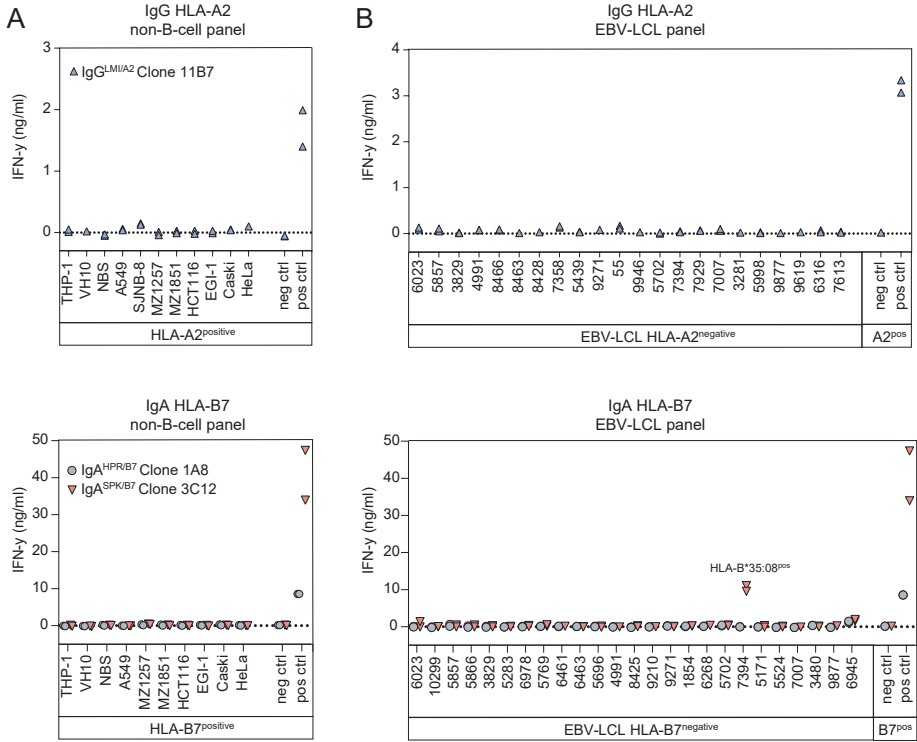 A
IgG HLA-A2
non-B-cell panel
IFN-y (ng/ml)
3
2
1
0
IgG^LMI/A2 Clone 11B7
THP-1
VH10
NBS
A549
SJNB-8
MZ1257
MZ1851
HCT116
EGI-1
Caski
HeLa
neg ctrl
pos ctrl
HLA-A2^positive
B
IgG HLA-A2
EBV-LCL panel
IFN-y (ng/ml)
4
3
2
1
0
6023
5857
3829
4991
8466
8463
8428
7358
5439
9271
55
9946
5702
7394
7929
7007
3281
5998
9877
9619
6316
7613
neg ctrl
pos ctrl
EBV-LCL HLA-A2^negative
A2^pos
IgA HLA-B7
non-B-cell panel
IFN-y (ng/ml)
50
40
30
20
10
0
IgA^HPR/B7 Clone 1A8
IgA^SPK/B7 Clone 3C12
THP-1
VH10
NBS
A549
MZ1257
MZ1851
HCT116
EGI-1
Caski
HeLa
neg ctrl
pos ctrl
HLA-B7^positive
IgA HLA-B7
EBV-LCL panel
IFN-y (ng/ml)
50
40
30
20
10
0
HLA-B*35:08^pos
6023
10299
5857
5866
3829
5283
6978
5769
6461
6463
5696
4991
8425
9210
9271
1854
6268
5702
7394
5171
5524
7007
3480
9877
6945
neg ctrl
pos ctrl
EBV-LCL HLA-B7^negative
B7^pos